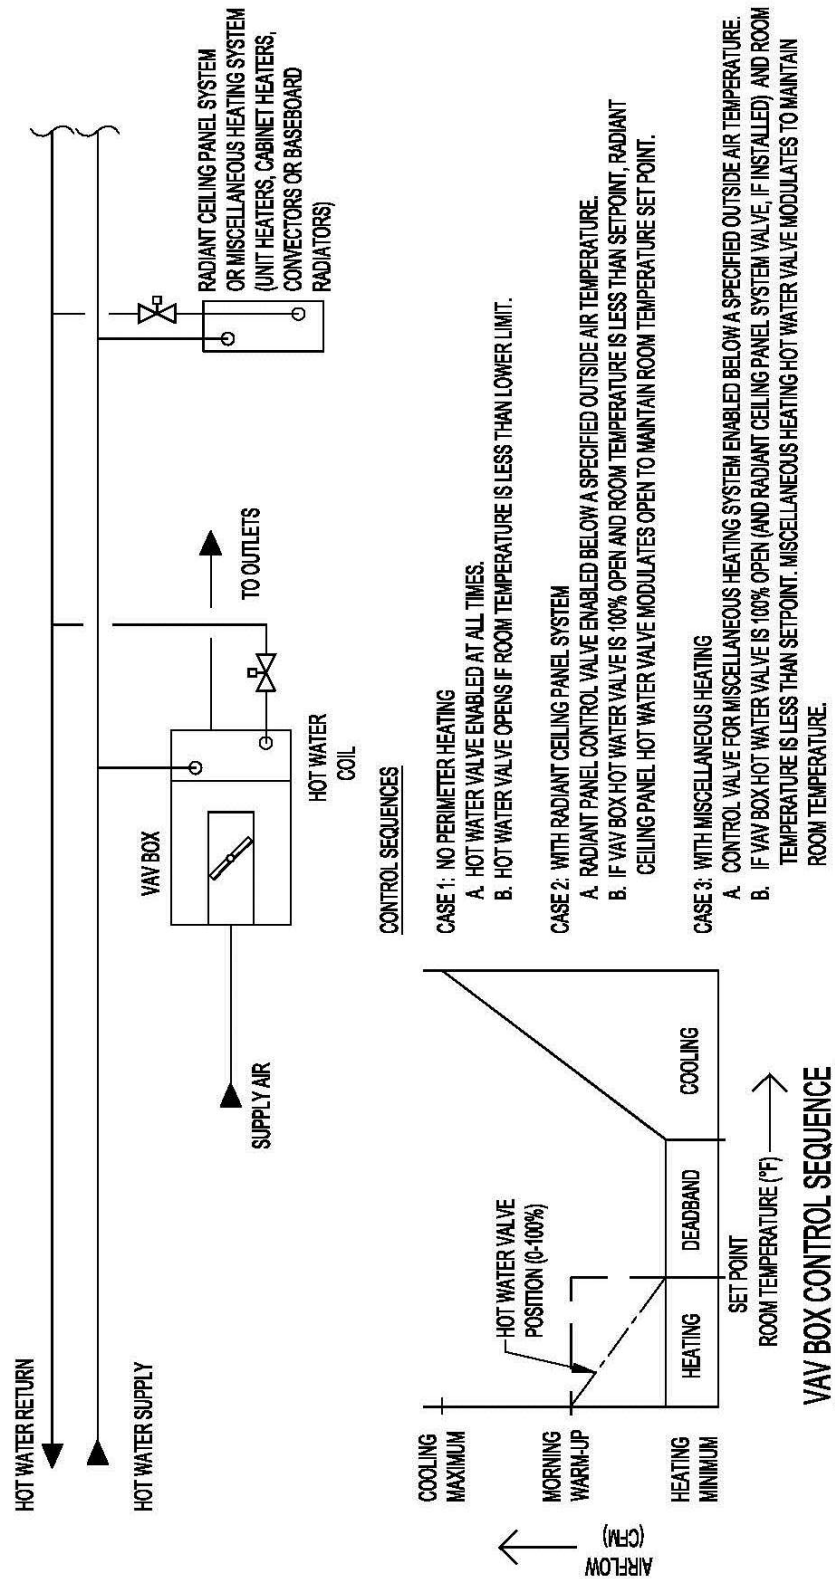 HOT WATER RETURN
HOT WATER SUPPLY
RADIANT CEILING PANEL SYSTEM
OR MISCELLANEOUS HEATING SYSTEM
(UNIT HEATERS, CABINET HEATERS,
CONVECTORS OR BASEBOARD
RADIATORS)
VAV BOX
SUPPLY AIR
TO OUTLETS
HOT WATER
COIL
CONTROL SEQUENCES
CASE 1: NO PERIMETER HEATING
A. HOT WATER VALVE ENABLED AT ALL TIMES.
B. HOT WATER VALVE OPENS IF ROOM TEMPERATURE IS LESS THAN LOWER LIMIT.
CASE 2: WITH RADIANT CEILING PANEL SYSTEM
A. RADIANT PANEL CONTROL VALVE ENABLED BELOW A SPECIFIED OUTSIDE AIR TEMPERATURE.
B. IF VAV BOX HOT WATER VALVE IS 100% OPEN AND ROOM TEMPERATURE IS LESS THAN SETPOINT, RADIANT
CEILING PANEL HOT WATER VALVE MODULATES OPEN TO MAINTAIN ROOM TEMPERATURE SET POINT.
CASE 3: WITH MISCELLANEOUS HEATING
A. CONTROL VALVE FOR MISCELLANEOUS HEATING SYSTEM ENABLED BELOW A SPECIFIED OUTSIDE AIR TEMPERATURE.
B. IF VAV BOX HOT WATER VALVE IS 100% OPEN (AND RADIANT CEILING PANEL SYSTEM VALVE, IF INSTALLED) AND ROOM
TEMPERATURE IS LESS THAN SETPOINT. MISCELLANEOUS HEATING HOT WATER VALVE MODULATES TO MAINTAIN
ROOM TEMPERATURE.
AIRFLOW
(CFM)
COOLING
MAXIMUM
MORNING
WARM-UP
HEATING
MINIMUM
HOT WATER VALVE
POSITION (0-100%)
HEATING
DEADBAND
COOLING
SET POINT
ROOM TEMPERATURE (°F)
VAV BOX CONTROL SEQUENCE